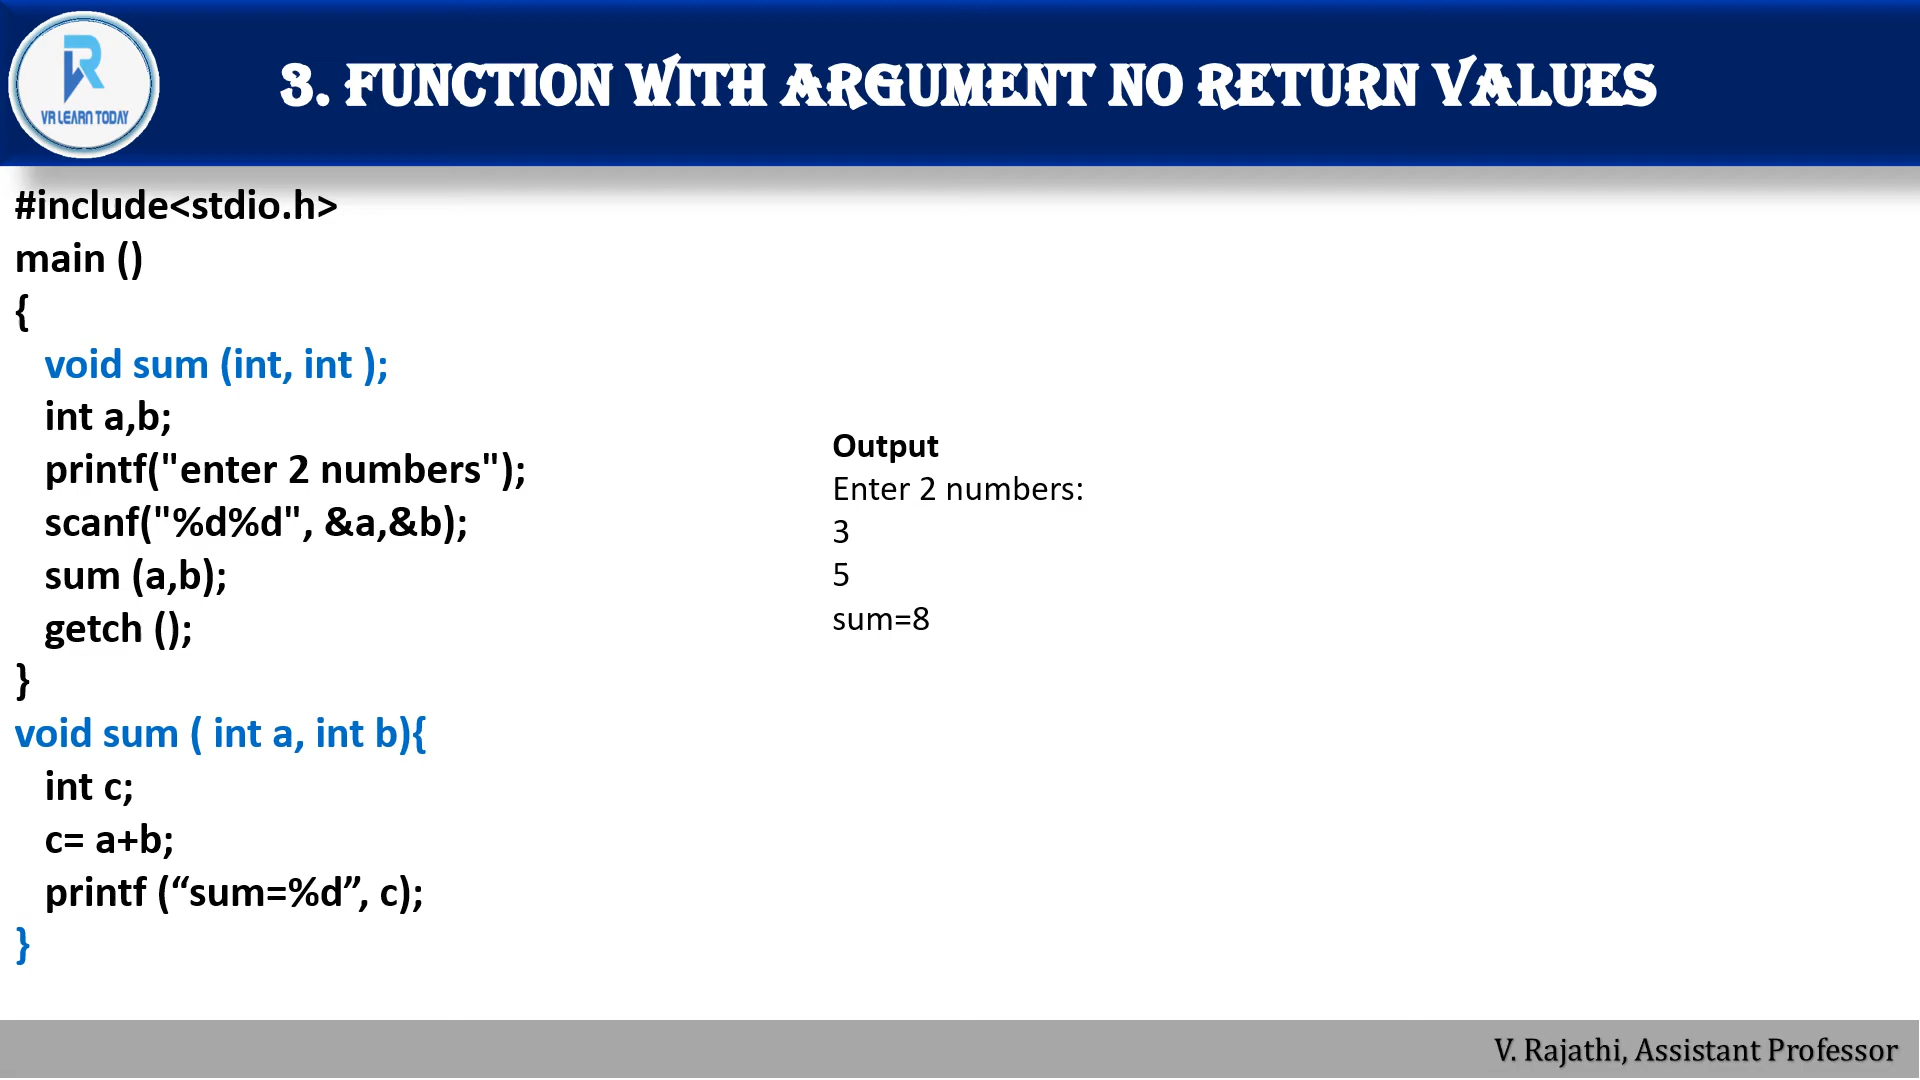 VR LEARN TODAY
3. FUNCTION WITH ARGUMENT NO RETURN VALUES
#include<stdio.h>
main ()
{
void sum (int, int );
int a,b;
printf("enter 2 numbers");
scanf("%d%d", &a,&b);
sum (a,b);
getch ();
}
void sum ( int a, int b){
int c;
c= a+b;
printf (“sum=%d”, c);
}
Output
Enter 2 numbers:
3
5
sum=8
V. Rajathi, Assistant Professor